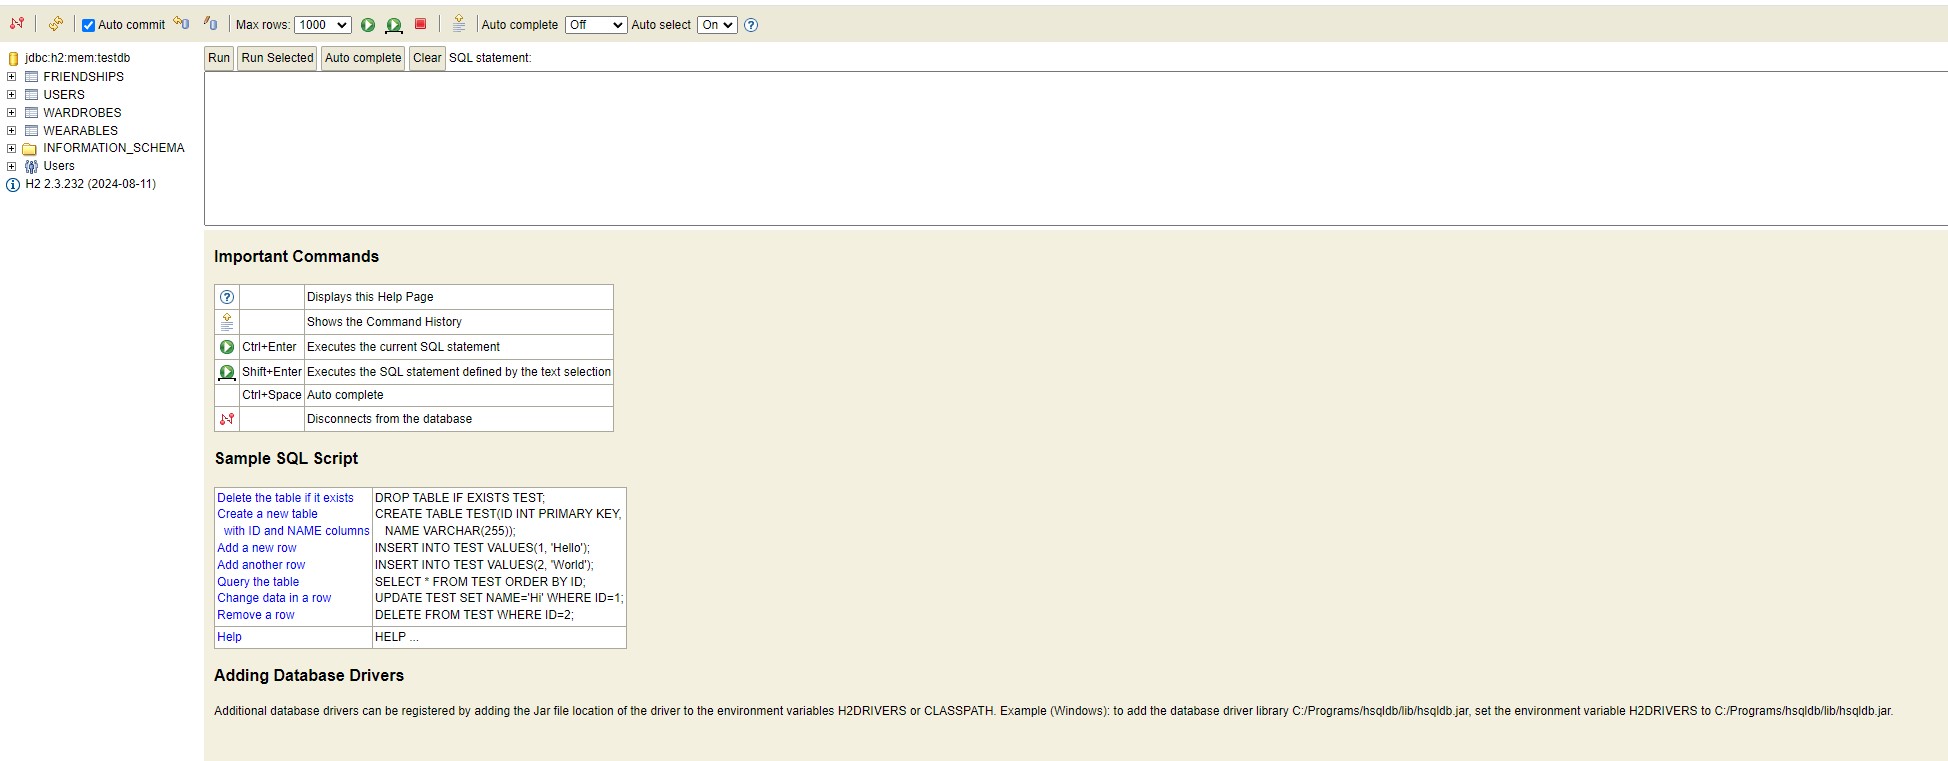 Auto commit Max rows: 1000 Auto complete Off Auto select On
jdbc:h2:mem:testdb
FRIENDSHIPS
USERS
WARDROBES
WEARABLES
INFORMATION_SCHEMA
Users
H2 2.3.232 (2024-08-11)
Run Run Selected Auto complete Clear SQL statement:
Important Commands
Displays this Help Page
Shows the Command History
Ctrl+Enter Executes the current SQL statement
Shift+Enter Executes the SQL statement defined by the text selection
Ctrl+Space Auto complete
Disconnects from the database
Sample SQL Script
Delete the table if it exists DROP TABLE IF EXISTS TEST;
Create a new table CREATE TABLE TEST(ID INT PRIMARY KEY,
with ID and NAME columns NAME VARCHAR(255));
Add a new row INSERT INTO TEST VALUES(1, 'Hello');
Add another row INSERT INTO TEST VALUES(2, 'World');
Query the table SELECT * FROM TEST ORDER BY ID;
Change data in a row UPDATE TEST SET NAME='Hi' WHERE ID=1;
Remove a row DELETE FROM TEST WHERE ID=2;
Help HELP ...
Adding Database Drivers
Additional database drivers can be registered by adding the Jar file location of the driver to the environment variables H2DRIVERS or CLASSPATH. Example (Windows): to add the database driver library C:/Programs/hsqldb/lib/hsqldb.jar, set the environment variable H2DRIVERS to C:/Programs/hsqldb/lib/hsqldb.jar.